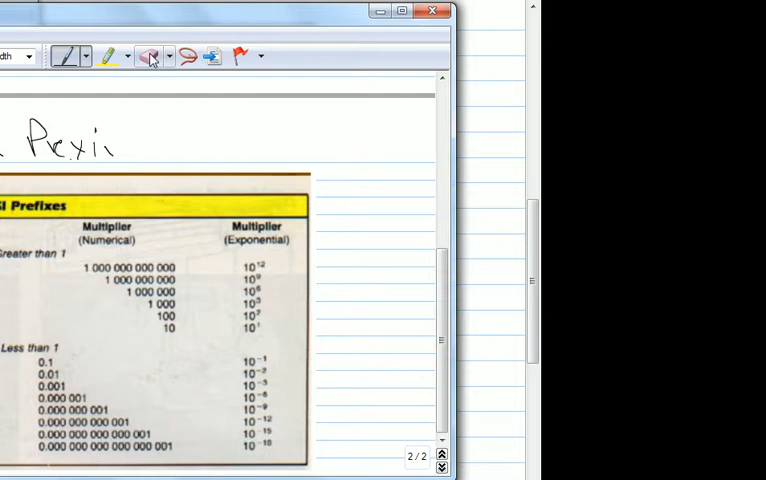 dth
Prexii
SI Prefixes
Multiplier Multiplier
(Numerical) (Exponential)
Greater than 1
1 000 000 000 000 10¹²
1 000 000 000 10⁹
1 000 000 10⁶
1 000 10³
100 10²
10 10¹
Less than 1
0.1 10⁻¹
0.01 10⁻²
0.001 10⁻³
0.000 001 10⁻⁶
0.000 000 001 10⁻⁹
0.000 000 000 001 10⁻¹²
0.000 000 000 000 001 10⁻¹⁵
0.000 000 000 000 000 001 10⁻¹⁸
2 / 2